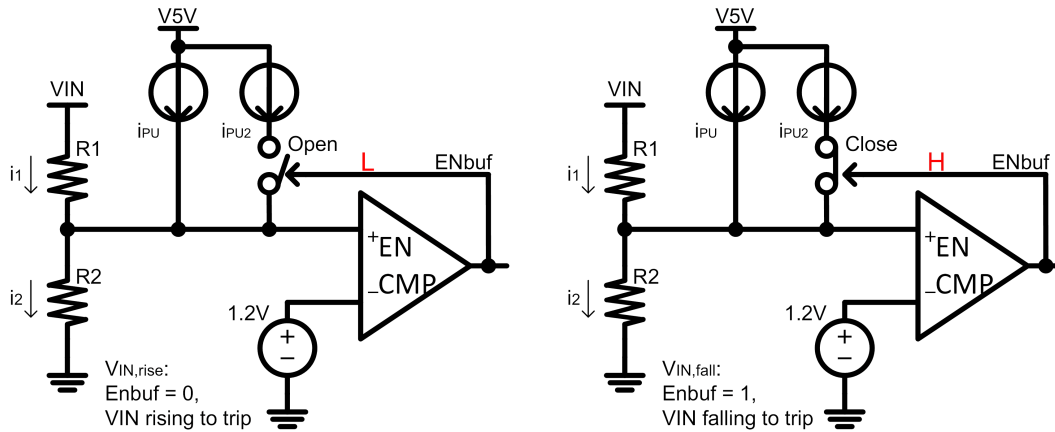 V5V
VIN
iPU
iPU2
Open
R1
i1
L
ENbuf
+EN
−CMP
R2
i2
1.2V
+
−
VIN,rise:
Enbuf = 0,
VIN rising to trip
V5V
VIN
iPU
iPU2
Close
R1
i1
H
ENbuf
+EN
−CMP
R2
i2
1.2V
+
−
VIN,fall:
Enbuf = 1,
VIN falling to trip